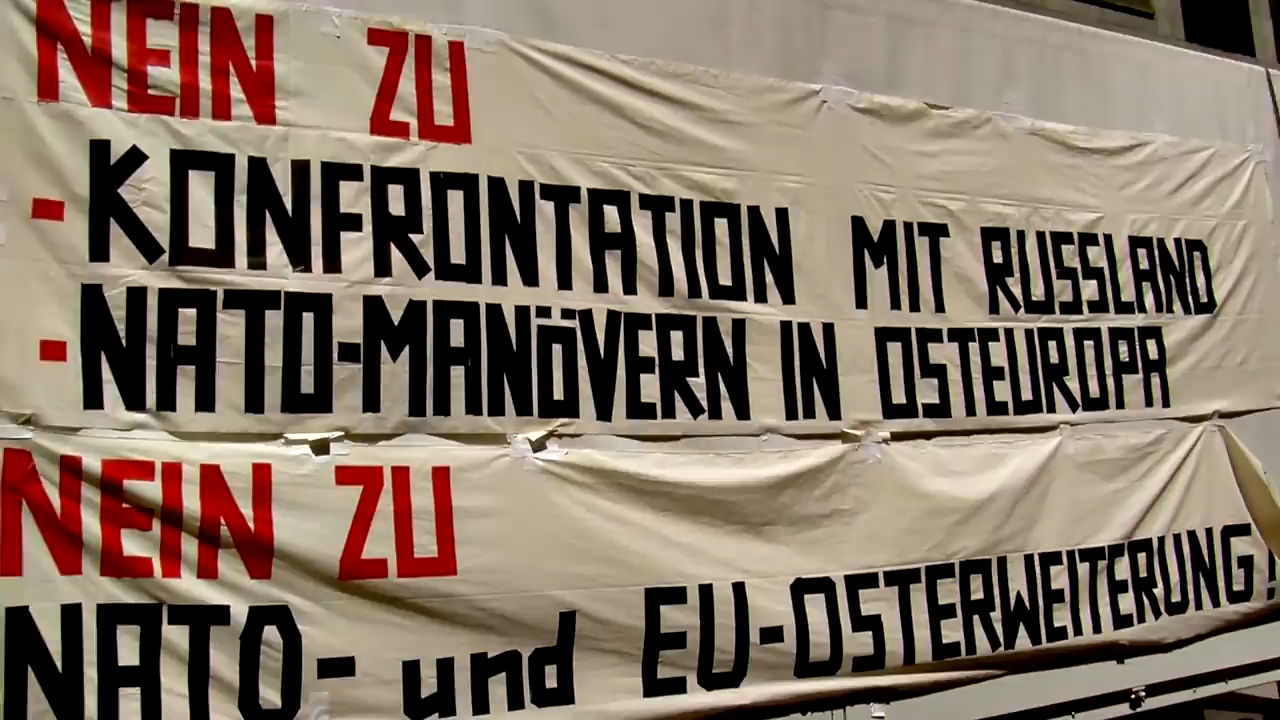 NEIN ZU
- KONFRONTATION MIT RUSSLAND
- NATO-MANÖVERN IN OSTEUROPA
NEIN ZU
NATO- und EU-OSTERWEITERUNG!